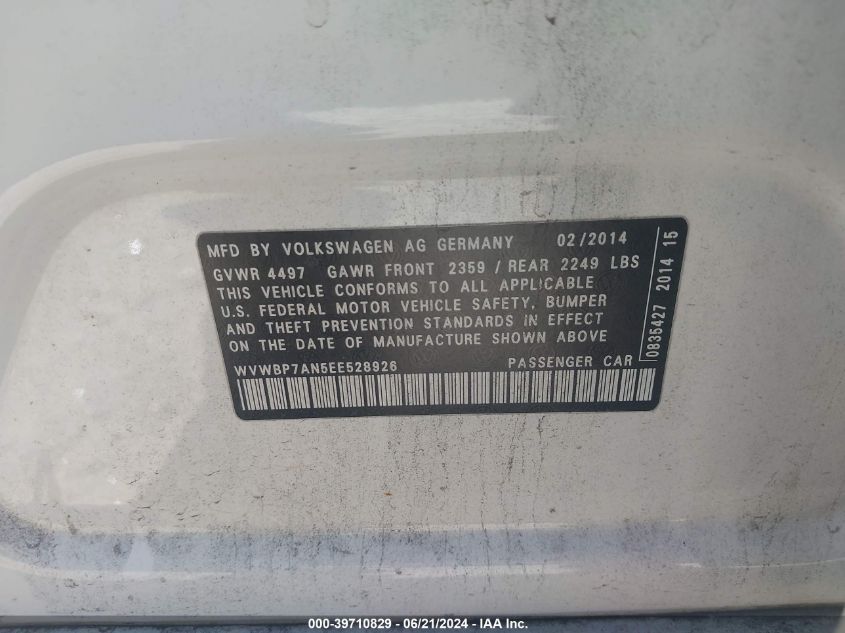 MFD BY VOLKSWAGEN AG GERMANY 02/2014
GVWR 4497 GAWR FRONT 2359 / REAR 2249 LBS
THIS VEHICLE CONFORMS TO ALL APPLICABLE
U.S. FEDERAL MOTOR VEHICLE SAFETY, BUMPER
AND THEFT PREVENTION STANDARDS IN EFFECT
ON THE DATE OF MANUFACTURE SHOWN ABOVE
WVWBP7AN5EE528926 PASSENGER CAR
0835427 2014 15
000-39710829 - 06/21/2024 - IAA Inc.